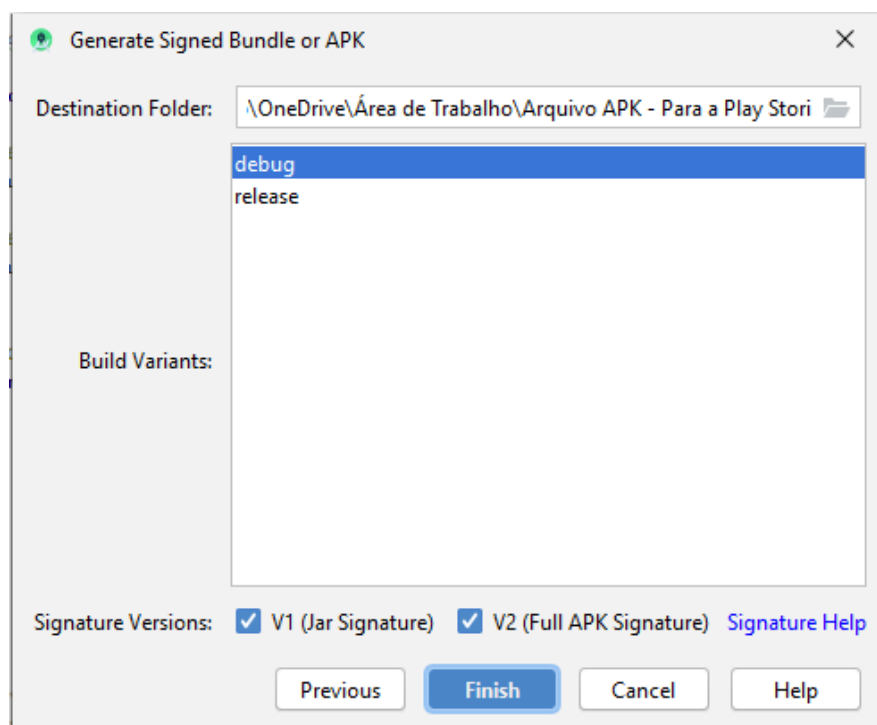 Generate Signed Bundle or APK
Destination Folder: \OneDrive\Área de Trabalho\Arquivo APK - Para a Play Stori
debug
release
Build Variants:
Signature Versions: V1 (Jar Signature) V2 (Full APK Signature) Signature Help
Previous Finish Cancel Help